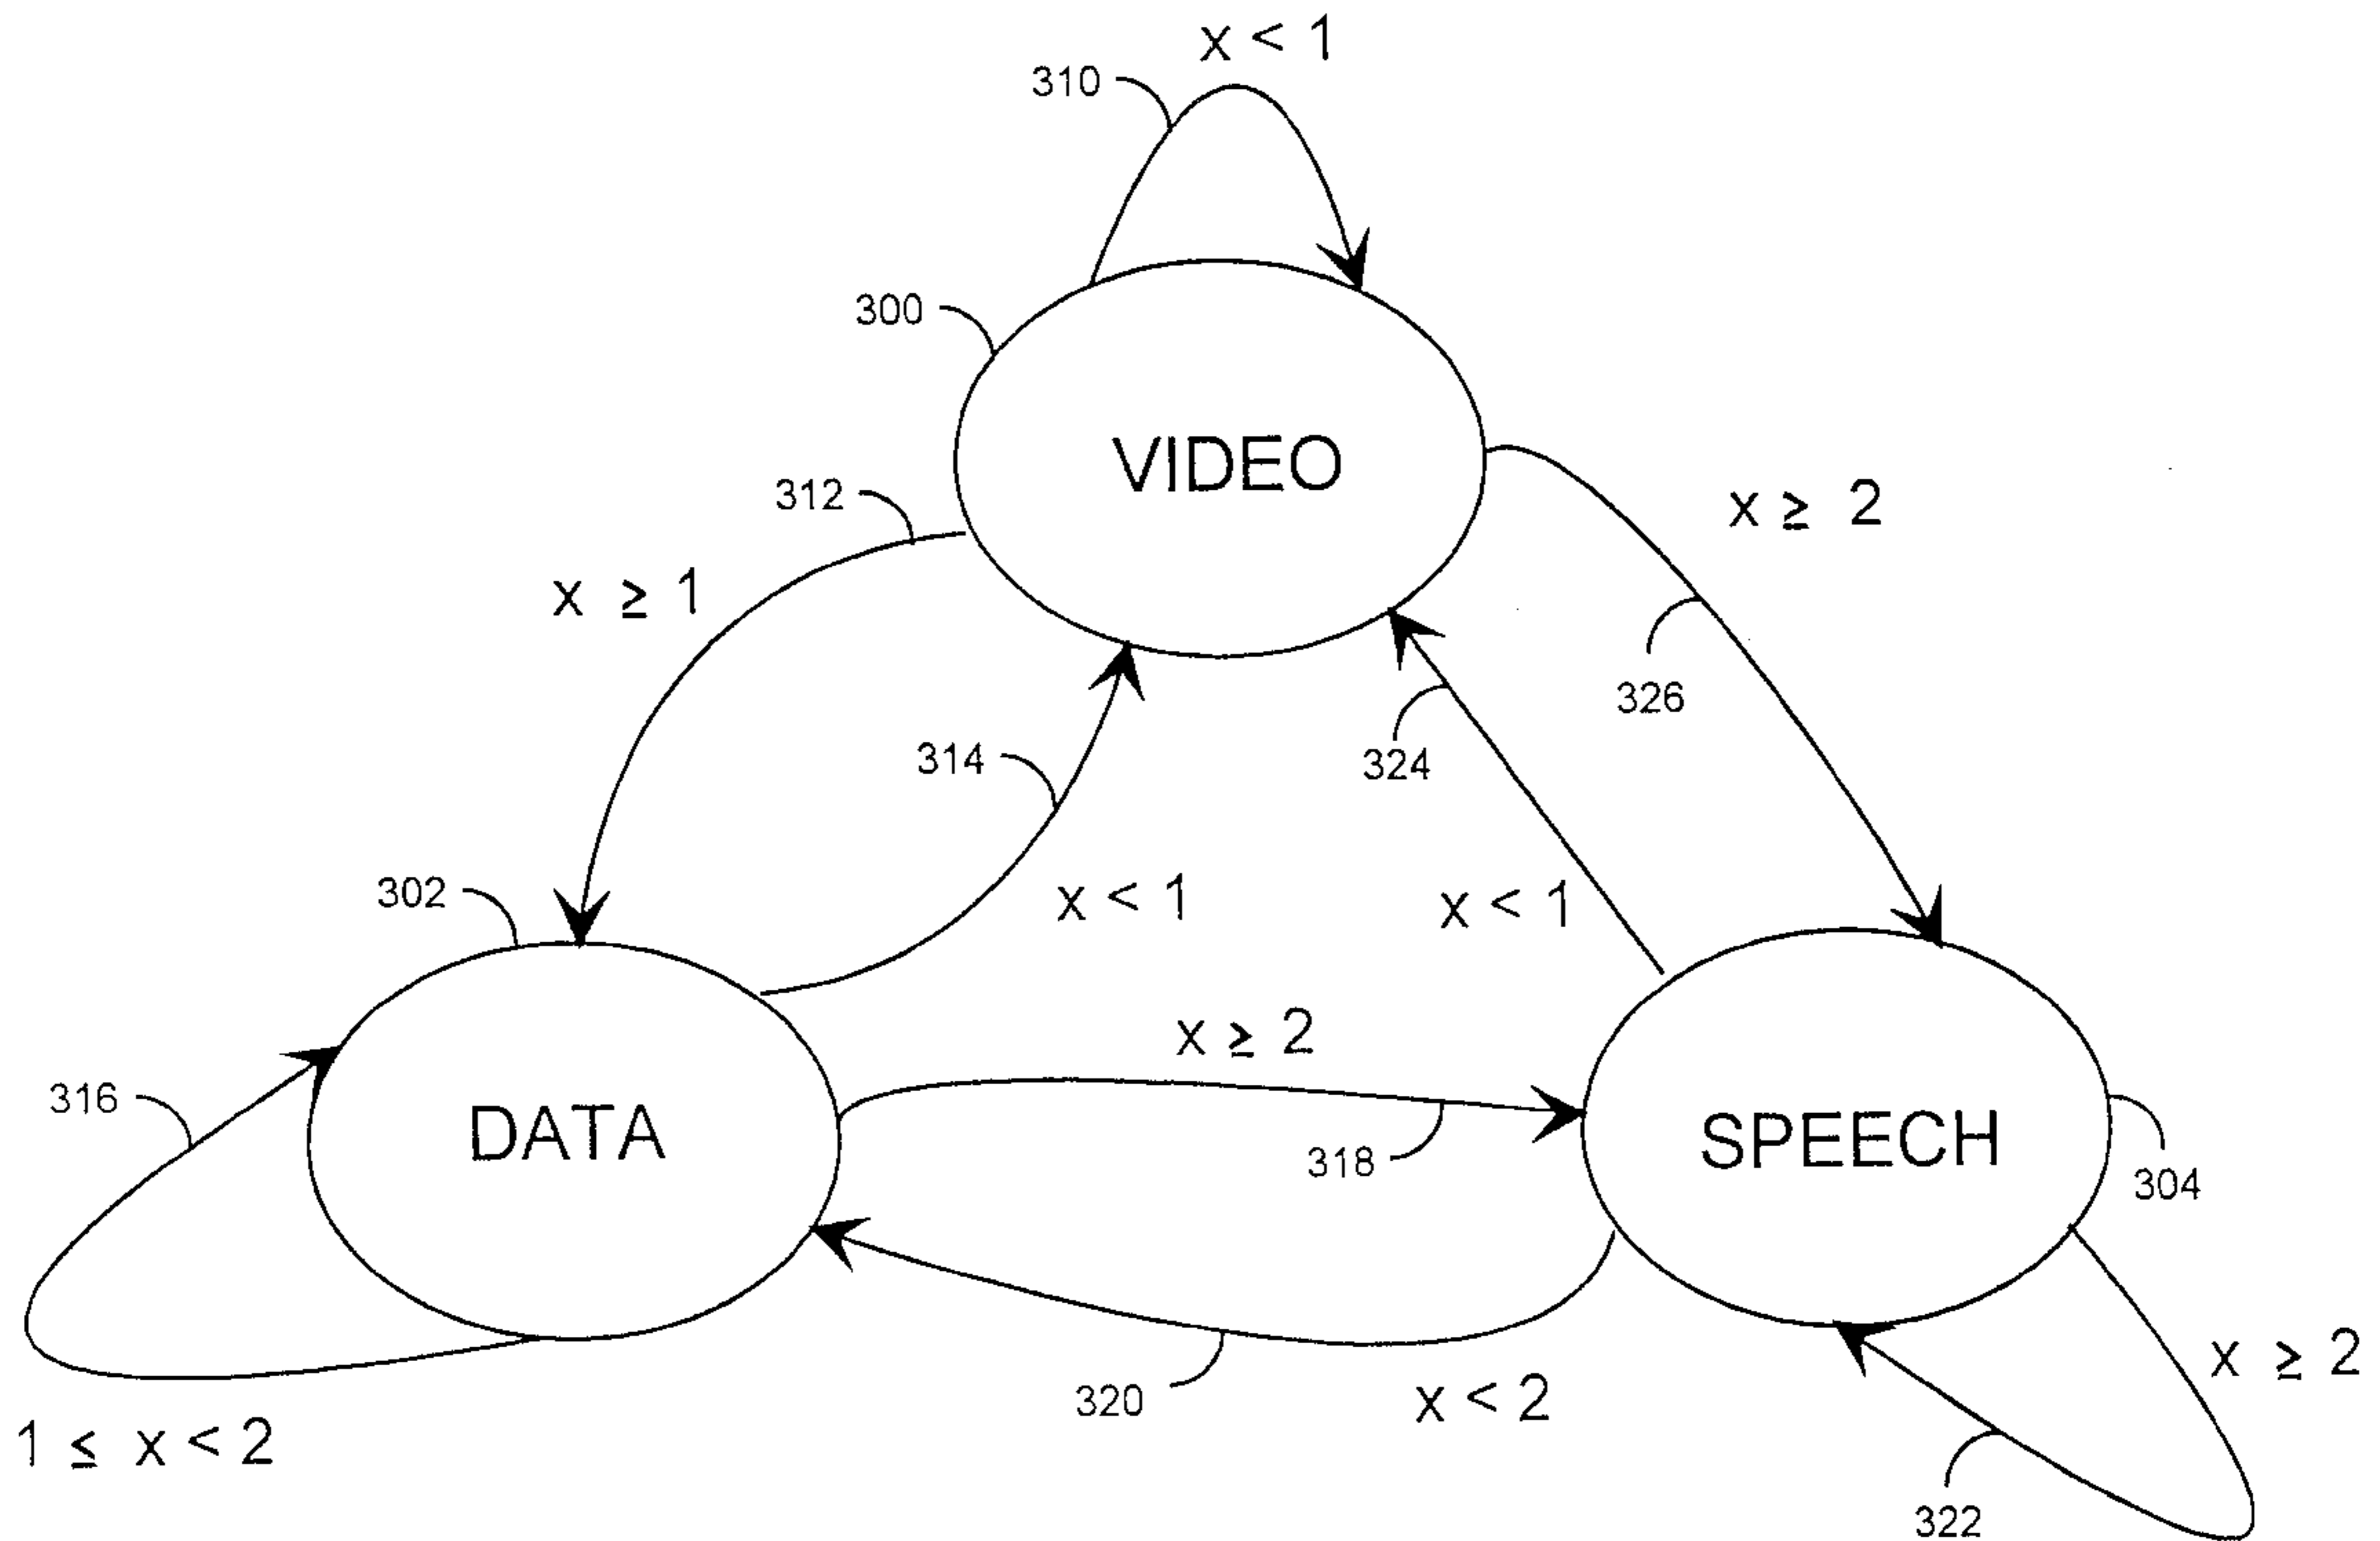 x < 1
310
300
VIDEO
312
x ≥ 2
x ≥ 1
326
314
324
302
x < 1
x < 1
x ≥ 2
316
DATA
SPEECH
318
304
320
x < 2
x ≥ 2
1 ≤ x < 2
322